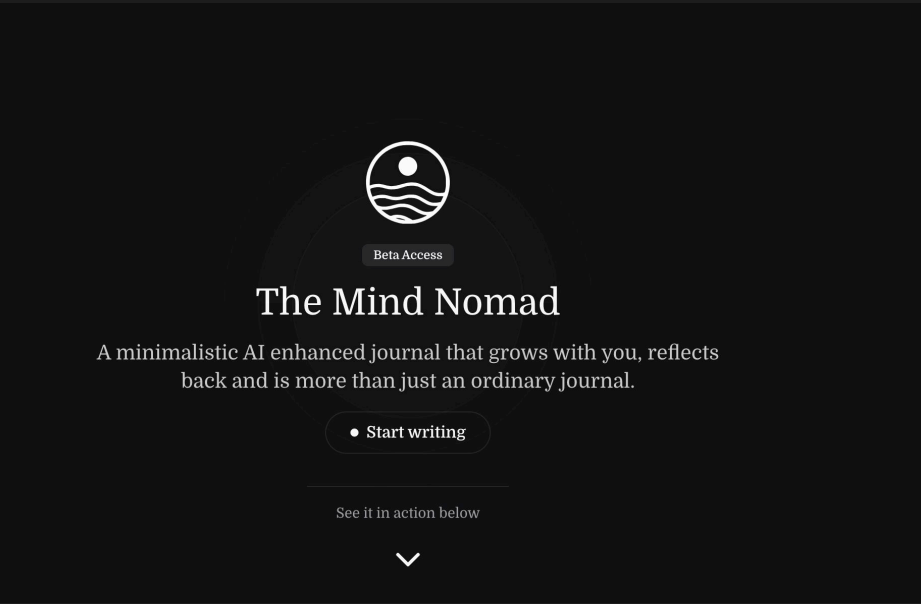 Beta Access
The Mind Nomad
A minimalistic AI enhanced journal that grows with you, reflects
back and is more than just an ordinary journal.
Start writing
See it in action below